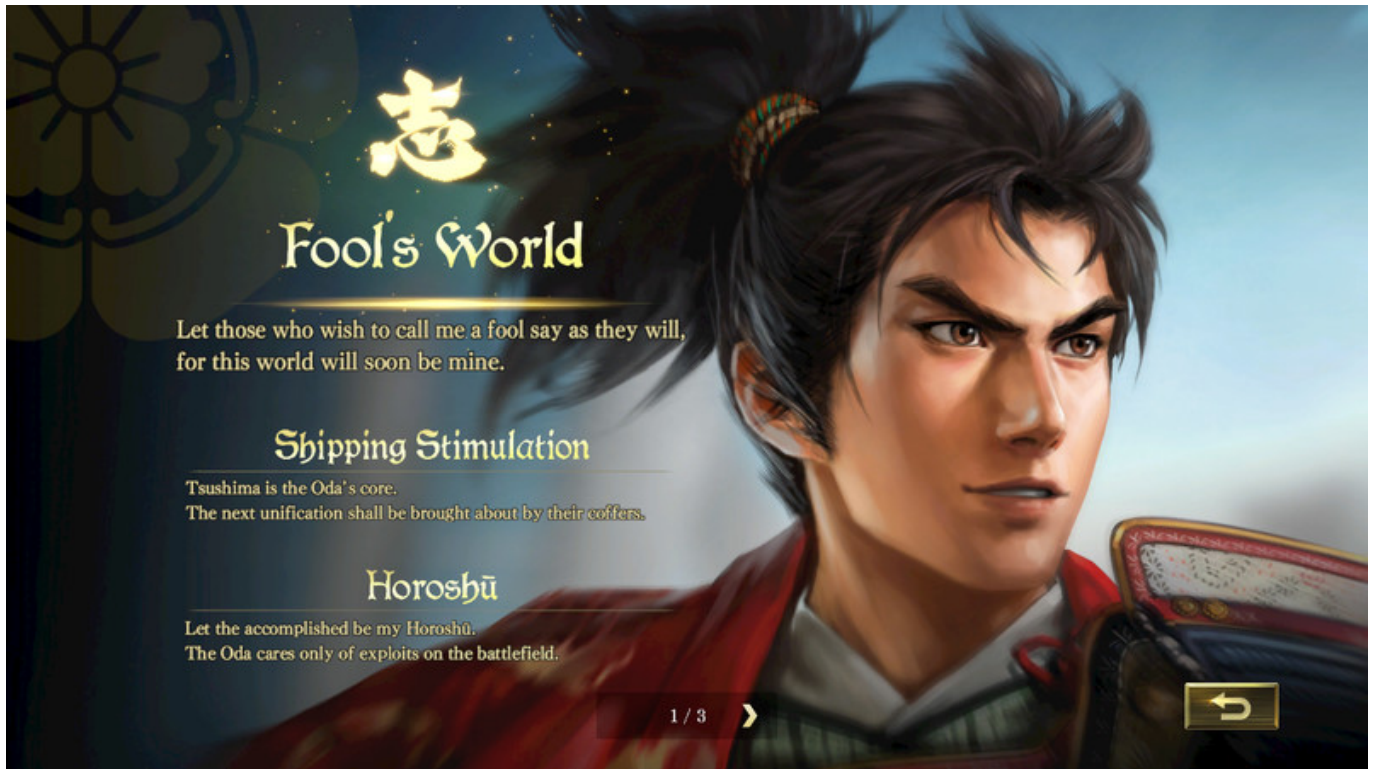 志
Fool's World
Let those who wish to call me a fool say as they will,
for this world will soon be mine.
Shipping Stimulation
Tsushima is the Oda's core.
The next unification shall be brought about by their coffers.
Horoshū
Let the accomplished be my Horoshū.
The Oda cares only of exploits on the battlefield.
1 / 3